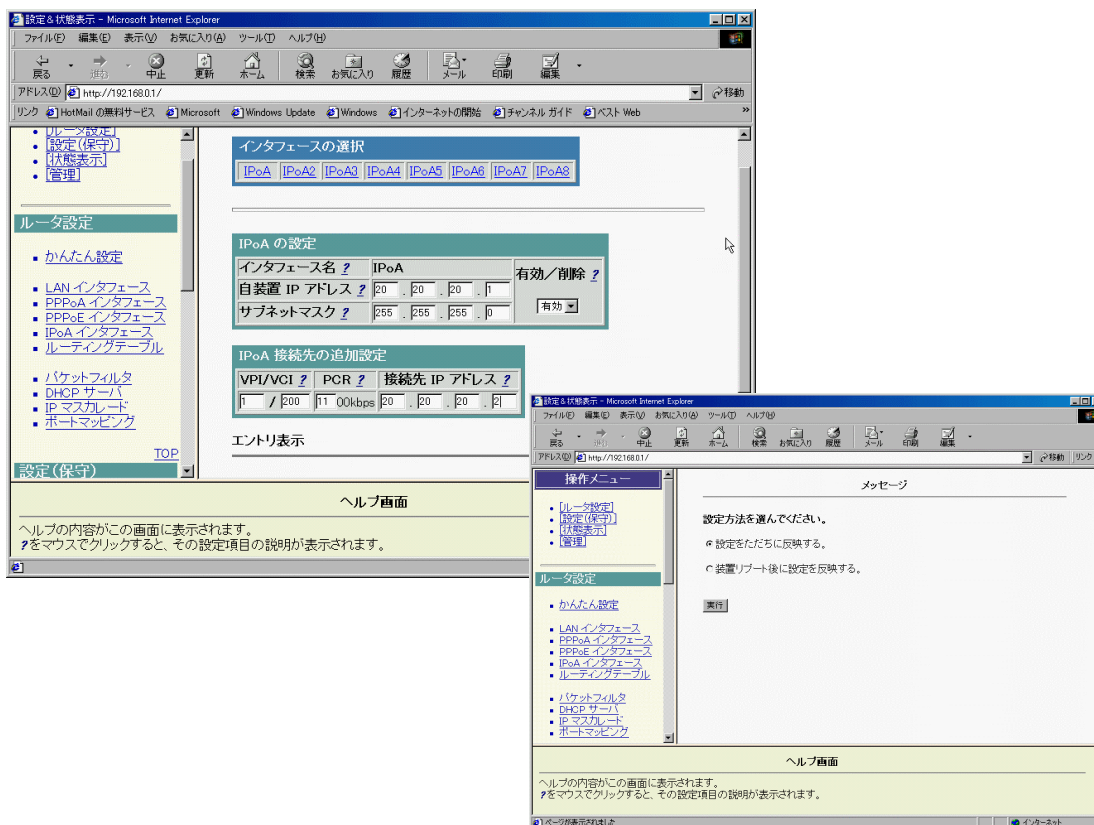 設定&状態表示 - Microsoft Internet Explorer
ファイル(F) 編集(E) 表示(V) お気に入り(A) ツール(T) ヘルプ(H)
戻る 進む 中止 更新 ホーム 検索 お気に入り 履歴 メール 印刷 編集
アドレス(D) http://192.168.0.1/ 移動
リンク HotMail の無料サービス Microsoft Windows Update Windows インターネットの開始 チャンネル ガイド ベスト Web »
[ルータ設定]
[設定(保守)]
[状態表示]
[管理]
ルータ設定
かんたん設定
LAN インタフェース
PPPoA インタフェース
PPPoE インタフェース
IPoA インタフェース
ルーティングテーブル
パケットフィルタ
DHCP サーバ
IP マスカレード
ポートマッピング
TOP
設定(保守)
インタフェースの選択
IPoA IPoA2 IPoA3 IPoA4 IPoA5 IPoA6 IPoA7 IPoA8
IPoA の設定
インタフェース名 ? IPoA 有効/削除 ?
自装置 IP アドレス ? 20 . 20 . 20 . 1
有効
サブネットマスク ? 255 . 255 . 255 . 0
IPoA 接続先の追加設定
VPI/VCI ? PCR ? 接続先 IP アドレス ?
1 / 200 11 00kbps 20 . 20 . 20 . 2
エントリ表示
ヘルプ画面
ヘルプの内容がこの画面に表示されます。
?をマウスでクリックすると、その設定項目の説明が表示されます。
設定&状態表示 - Microsoft Internet Explorer
ファイル(F) 編集(E) 表示(V) お気に入り(A) ツール(T) ヘルプ(H)
戻る 進む 中止 更新 ホーム 検索 お気に入り 履歴 メール 印刷 編集
アドレス(D) http://192.168.0.1/ 移動 リンク
操作メニュー
[ルータ設定]
[設定(保守)]
[状態表示]
[管理]
ルータ設定
かんたん設定
LAN インタフェース
PPPoA インタフェース
PPPoE インタフェース
IPoA インタフェース
ルーティングテーブル
パケットフィルタ
DHCP サーバ
IP マスカレード
ポートマッピング
メッセージ
設定方法を選んでください。
設定をただちに反映する。
装置リブート後に設定を反映する。
実行
ヘルプ画面
ヘルプの内容がこの画面に表示されます。
?をマウスでクリックすると、その設定項目の説明が表示されます。
ページが表示されました インターネット